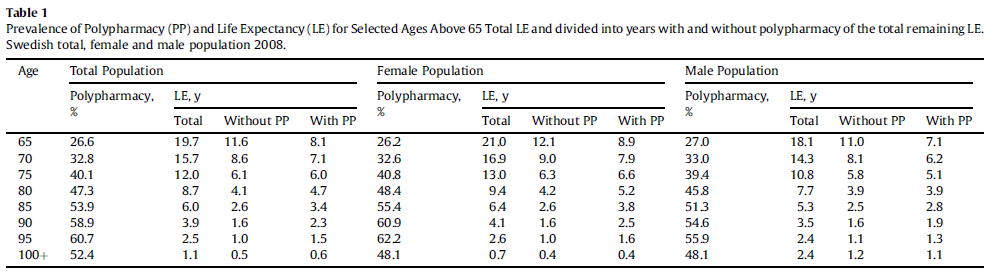 Table 1
Prevalence of Polypharmacy (PP) and Life Expectancy (LE) for Selected Ages Above 65 Total LE and divided into years with and without polypharmacy of the total remaining LE.
Swedish total, female and male population 2008.
Age Total Population Female Population Male Population
Polypharmacy, % LE, y Polypharmacy, % LE, y Polypharmacy, % LE, y
Total Without PP With PP Total Without PP With PP Total Without PP With PP
65 26.6 19.7 11.6 8.1 26.2 21.0 12.1 8.9 27.0 18.1 11.0 7.1
70 32.8 15.7 8.6 7.1 32.6 16.9 9.0 7.9 33.0 14.3 8.1 6.2
75 40.1 12.0 6.1 6.0 40.8 13.0 6.3 6.6 39.4 10.8 5.8 5.1
80 47.3 8.7 4.1 4.7 48.4 9.4 4.2 5.2 45.8 7.7 3.9 3.9
85 53.9 6.0 2.6 3.4 55.4 6.4 2.6 3.8 51.3 5.3 2.5 2.8
90 58.9 3.9 1.6 2.3 60.9 4.1 1.6 2.5 54.6 3.5 1.6 1.9
95 60.7 2.5 1.0 1.5 62.2 2.6 1.0 1.6 55.9 2.4 1.1 1.3
100+ 52.4 1.1 0.5 0.6 48.1 0.7 0.4 0.4 48.1 2.4 1.2 1.1